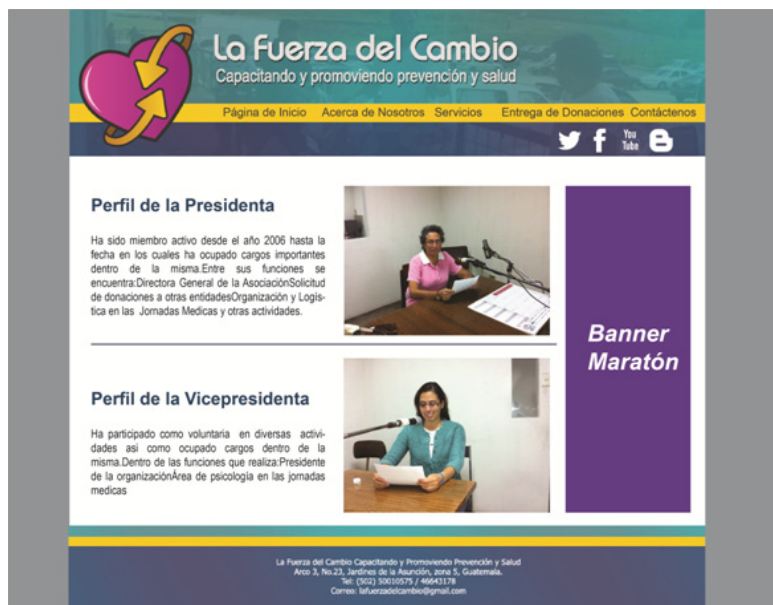 La Fuerza del Cambio
Capacitando y promoviendo prevención y salud
Página de Inicio Acerca de Nosotros Servicios Entrega de Donaciones Contáctenos
You
Tube
Perfil de la Presidenta
Ha sido miembro activo desde el año 2006 hasta la
fecha en los cuales ha ocupado cargos importantes
dentro de la misma.Entre sus funciones se
encuentra:Directora General de la AsociaciónSolicitud
de donaciones a otras entidadesOrganización y Logis-
tica en las Jornadas Medicas y otras actividades.
Perfil de la Vicepresidenta
Ha participado como voluntaria en diversas activi-
dades asi como ocupado cargos dentro de la
misma.Dentro de las funciones que realiza:Presidente
de la organizaciónÁrea de psicología en las jornadas
medicas
Banner
Maratón
La Fuerza del Cambio Capacitando y Promoviendo Prevención y Salud
Arco 3, No.23, Jardines de la Asunción, zona 5, Guatemala.
Tel: (502) 50010575 / 46643178
Correo: lafuerzadelcambio@gmail.com